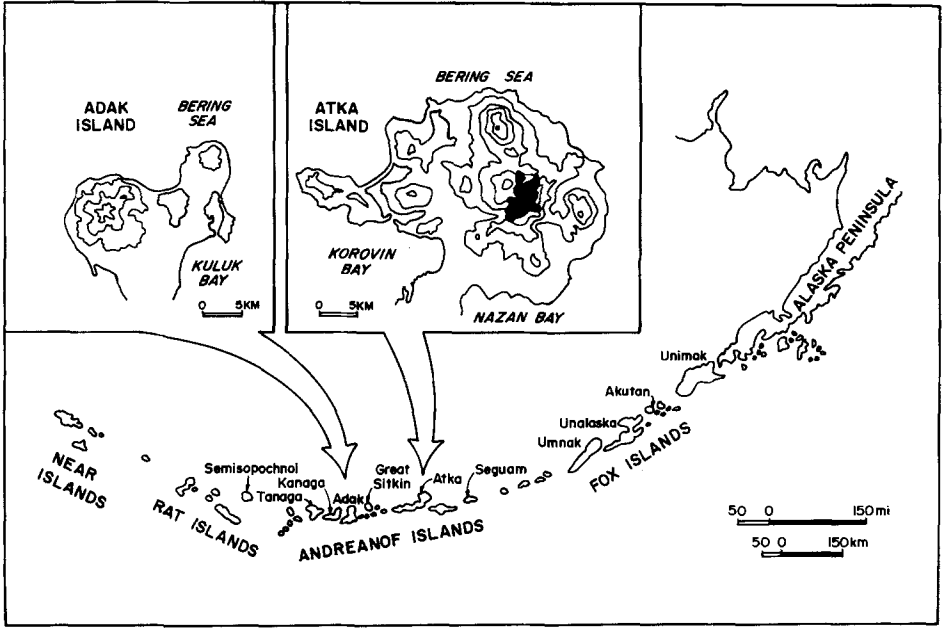 ADAK
ISLAND
BERING
SEA
KULUK
BAY
0 5KM
BERING SEA
ATKA
ISLAND
KOROVIN
BAY
0 5KM
NAZAN BAY
ALASKA PENINSULA
Unimak
Akutan
Unalaska
Umnak
FOX ISLANDS
NEAR
ISLANDS
Semisopochnoi
Kanaga
Tanaga
Adak
Great
Sitkin
Atka
Seguam
RAT ISLANDS
ANDREANOF ISLANDS
50 0 150mi
50 0 150km